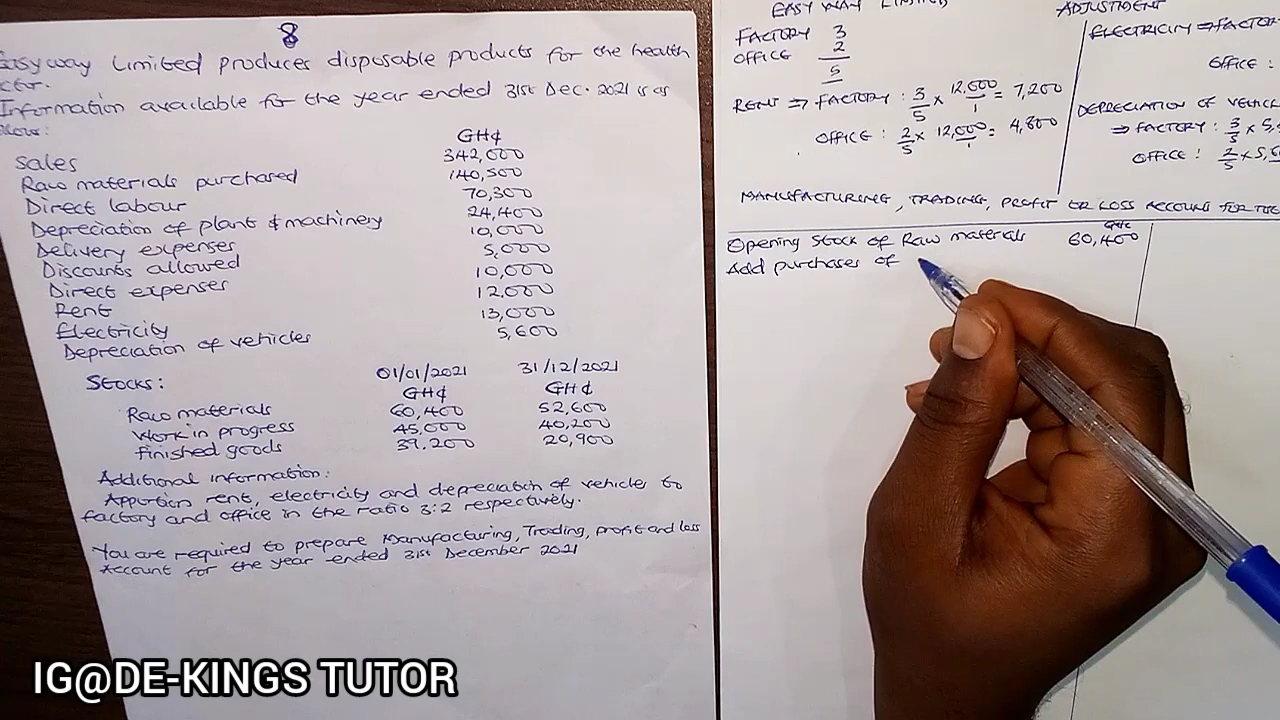 8
Easyway Limited produces disposable products for the health
ctor.
Information available for the year ended 31st Dec. 2021 is as
llows:
GH¢
Sales 342,000
Raw materials purchased 140,500
Direct labour 70,300
Depreciation of plant & machinery 24,400
Delivery expenses 10,000
Discounts allowed 5,000
Direct expenses 10,000
Rent 12,000
Electricity 13,000
Depreciation of vehicles 5,600
Stocks: 01/01/2021 31/12/2021
GH¢ GH¢
Raw materials 60,400 52,600
Work in progress 45,000 40,200
finished goods 39,200 20,900
Additional information:
Apportion rent, electricity and depreciation of vehicles to
factory and office in the ratio 3:2 respectively.
You are required to prepare Manufacturing, Trading, profit and loss
Account for the year ended 31st December 2021
EASY WAY LIMITED
FACTORY 3
OFFICE 2
5
RENT ⇒ FACTORY : 3/5 × 12,000/1 = 7,200
OFFICE : 2/5 × 12,000/1 = 4,800
ADJUSTMENT
ELECTRICITY ⇒ FACTOR
OFFICE :
DEPRECIATION OF VEHICL
⇒ FACTORY : 3/5 × 5,
OFFICE : 2/5 × 5,6
MANUFACTURING, TRADING, PROFIT OR LOSS ACCOUNT FOR THE
GH¢
Opening Stock of Raw materials 60,400
Add purchases of
IG@DE-KINGS TUTOR